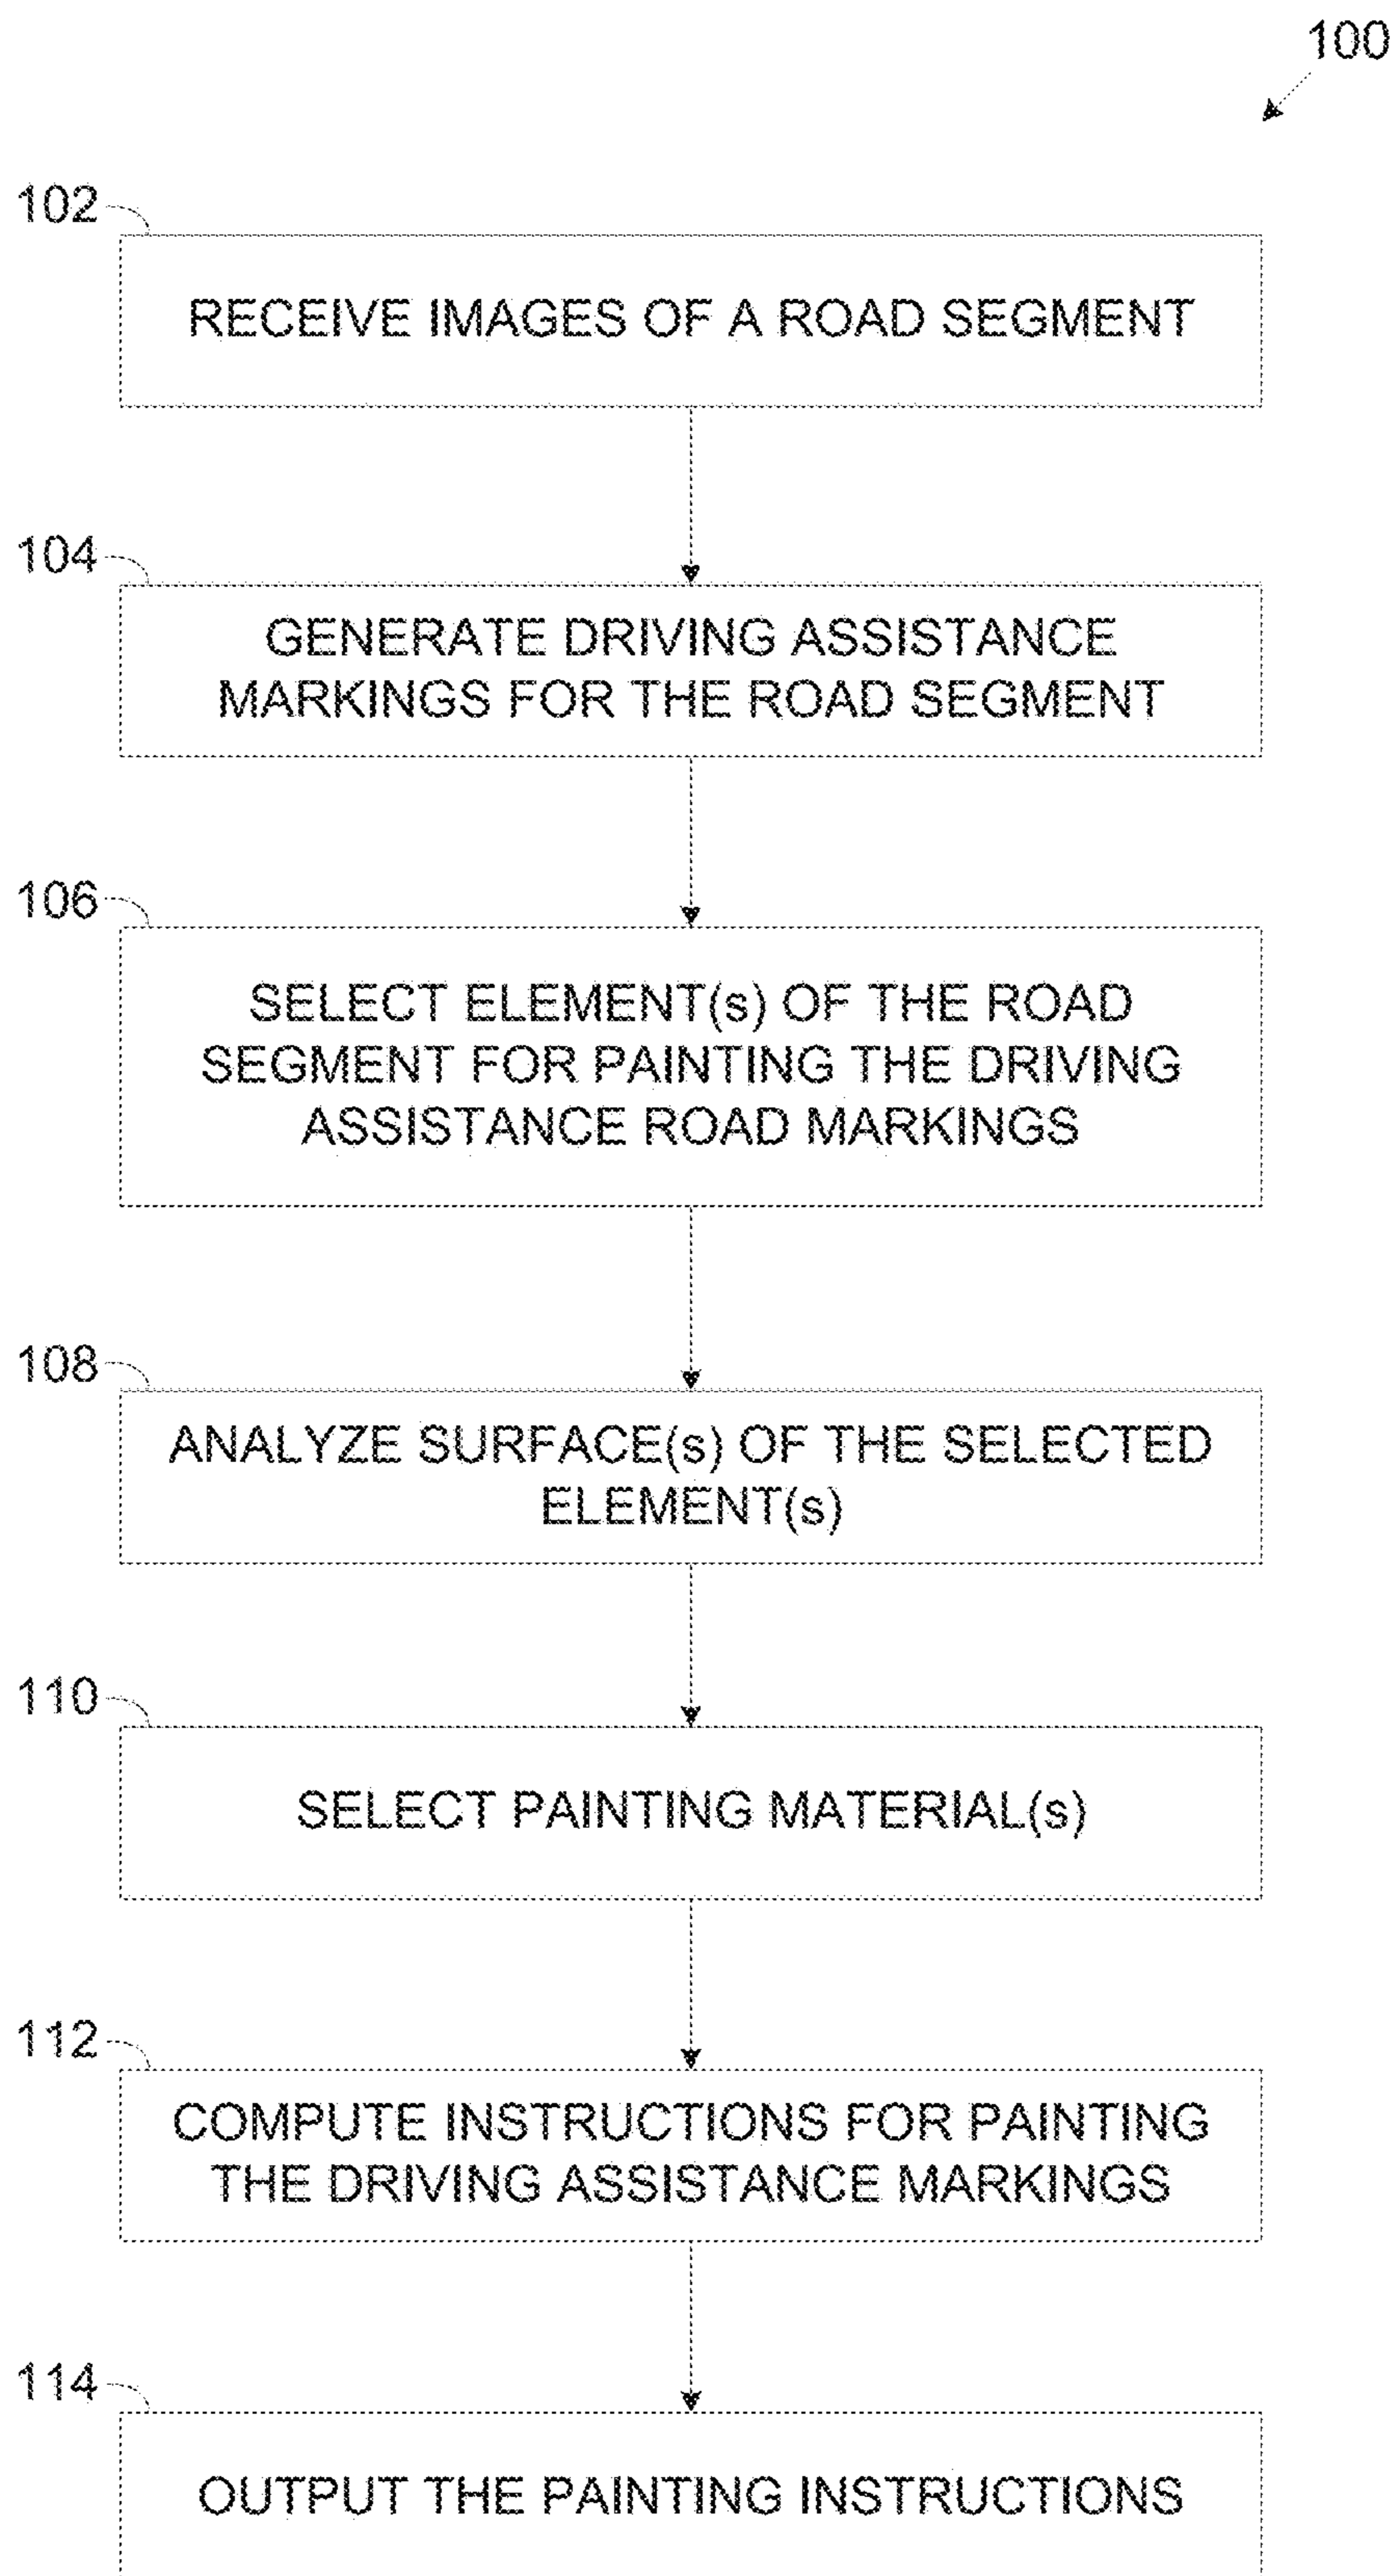 100
102
RECEIVE IMAGES OF A ROAD SEGMENT
104
GENERATE DRIVING ASSISTANCE
MARKINGS FOR THE ROAD SEGMENT
106
SELECT ELEMENT(s) OF THE ROAD
SEGMENT FOR PAINTING THE DRIVING
ASSISTANCE ROAD MARKINGS
108
ANALYZE SURFACE(s) OF THE SELECTED
ELEMENT(s)
110
SELECT PAINTING MATERIAL(s)
112
COMPUTE INSTRUCTIONS FOR PAINTING
THE DRIVING ASSISTANCE MARKINGS
114
OUTPUT THE PAINTING INSTRUCTIONS